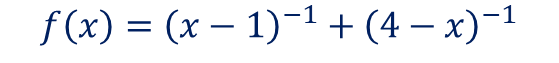 f(x) = (x − 1)⁻¹ + (4 − x)⁻¹